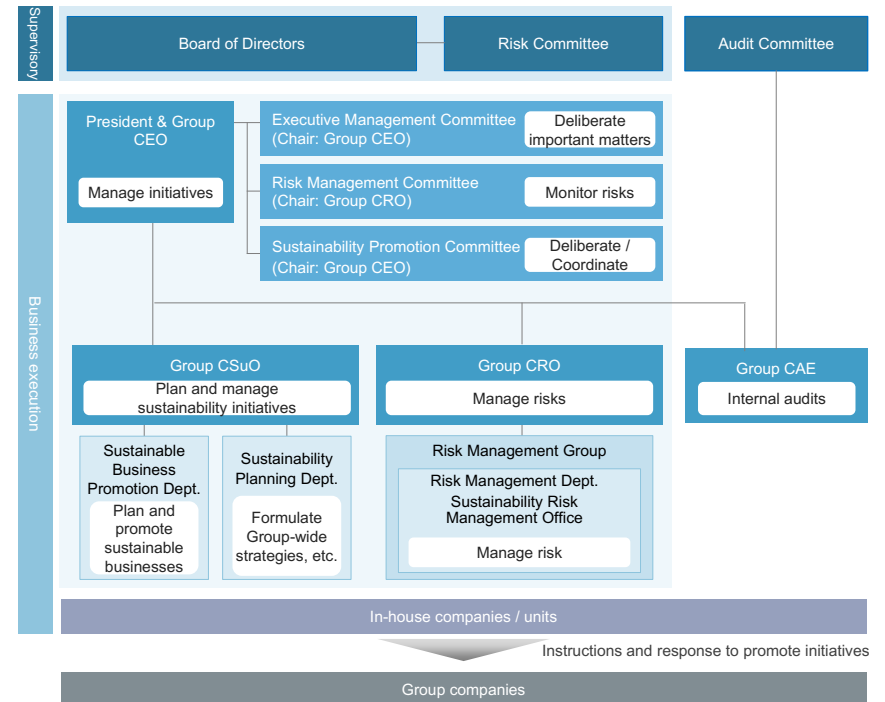 Supervisory
Board of Directors
Risk Committee
Audit Committee
Business execution
President & Group
CEO
Manage initiatives
Executive Management Committee
(Chair: Group CEO)
Deliberate
important matters
Risk Management Committee
(Chair: Group CRO)
Monitor risks
Sustainability Promotion Committee
(Chair: Group CEO)
Deliberate /
Coordinate
Group CSuO
Plan and manage
sustainability initiatives
Group CRO
Manage risks
Group CAE
Internal audits
Sustainable
Business
Promotion Dept.
Plan and
promote
sustainable
businesses
Sustainability
Planning Dept.
Formulate
Group-wide
strategies, etc.
Risk Management Group
Risk Management Dept.
Sustainability Risk
Management Office
Manage risk
In-house companies / units
Instructions and response to promote initiatives
Group companies